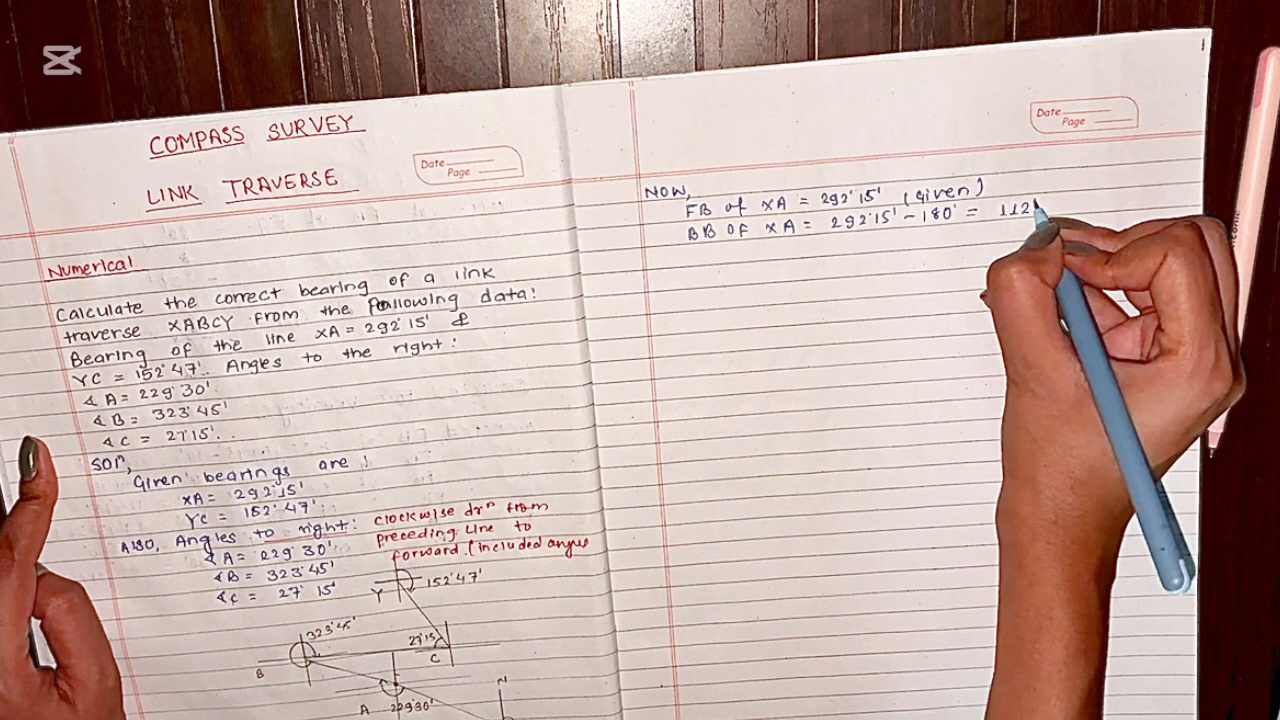 COMPASS SURVEY
LINK TRAVERSE
Date
Page
Numerical
Calculate the correct bearing of a link
traverse XABCY from the following data:
Bearing of the line XA = 292°15' &
YC = 152°47'. Angles to the right:
∡A = 229°30'
∡B = 323°45'
∡C = 27°15'.
Solⁿ,
Given bearings are:
XA = 292°15'
YC = 152°47'
Also, Angles to right:
∡A = 229°30'
∡B = 323°45'
∡C = 27°15'
clockwise drⁿ from
preceding line to
forward. (included angles
Y
152°47'
323°45'
B
27°15'
C
A
229°30'
N
Date
Page
NOW,
FB of XA = 292°15' (Given)
BB OF XA = 292°15' - 180° = 112